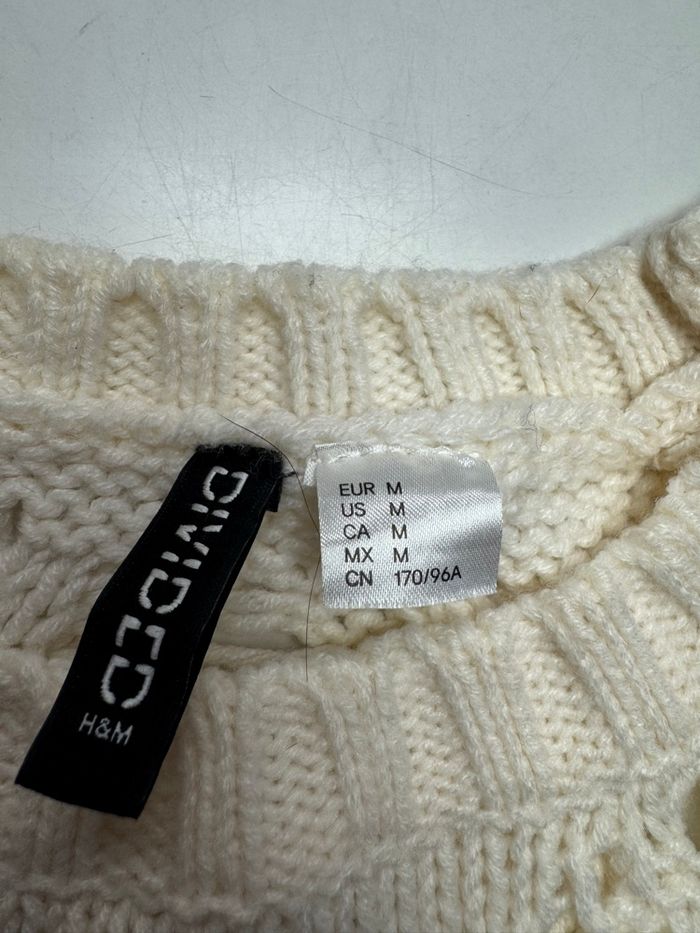 DIVIDED
H&M
EUR M
US M
CA M
MX M
CN 170/96A